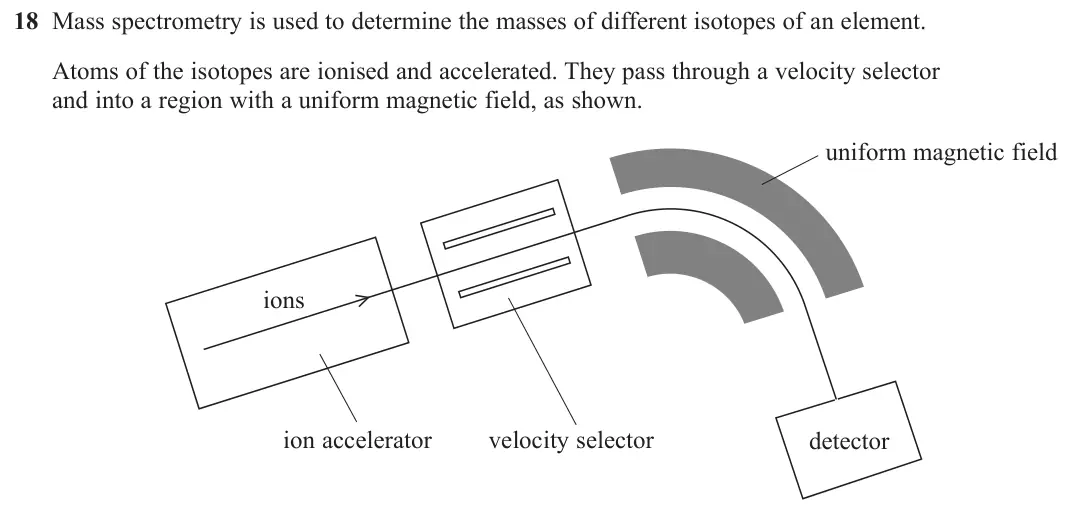 18 Mass spectrometry is used to determine the masses of different isotopes of an element.
Atoms of the isotopes are ionised and accelerated. They pass through a velocity selector
and into a region with a uniform magnetic field, as shown.
uniform magnetic field
ions
ion accelerator
velocity selector
detector